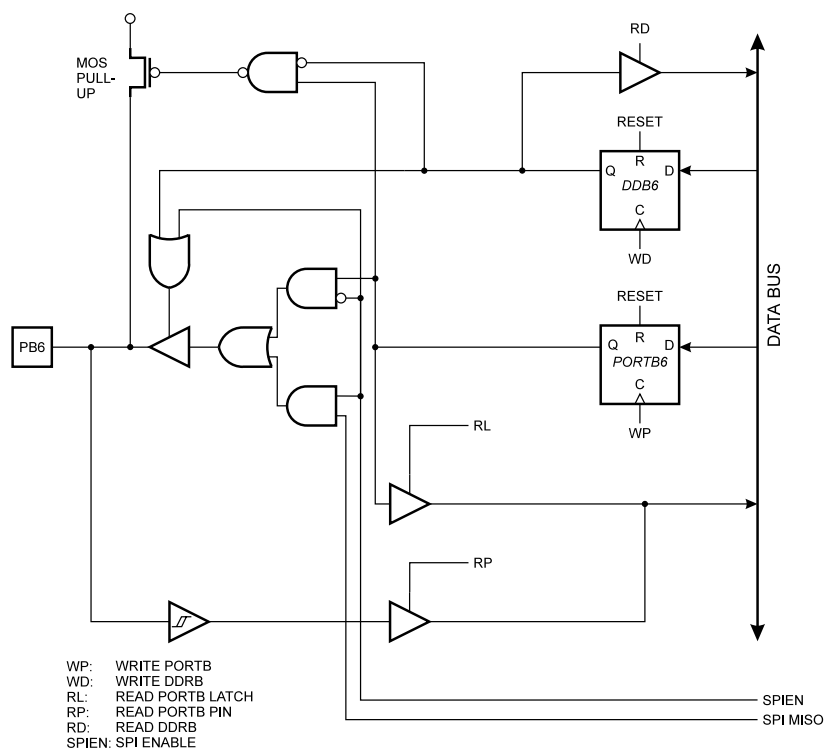 RD
MOS
PULL-
UP
RESET
R
Q
D
DDB6
C
WD
DATA BUS
RESET
R
Q
D
PB6
PORTB6
C
WP
RL
RP
WP: WRITE PORTB
WD: WRITE DDRB
RL: READ PORTB LATCH
RP: READ PORTB PIN
RD: READ DDRB
SPIEN: SPI ENABLE
SPIEN
SPI MISO